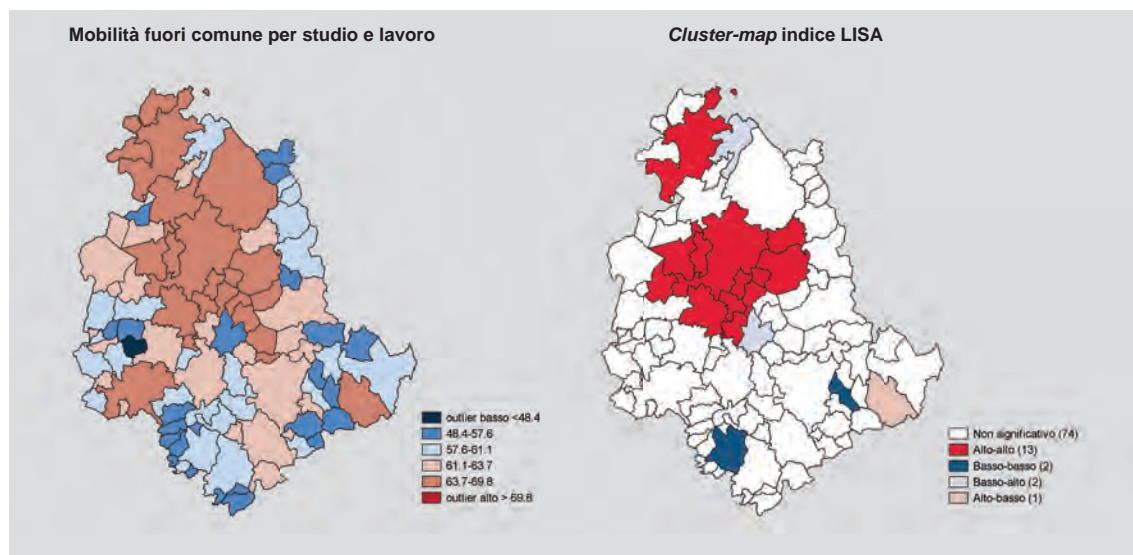 Mobilità fuori comune per studio e lavoro
Cluster-map indice LISA
outlier basso <48.4
48.4-57.6
57.6-61.1
61.1-63.7
63.7-69.8
outlier alto > 69.8
Non significativo (74)
Alto-alto (13)
Basso-basso (2)
Basso-alto (2)
Alto-basso (1)